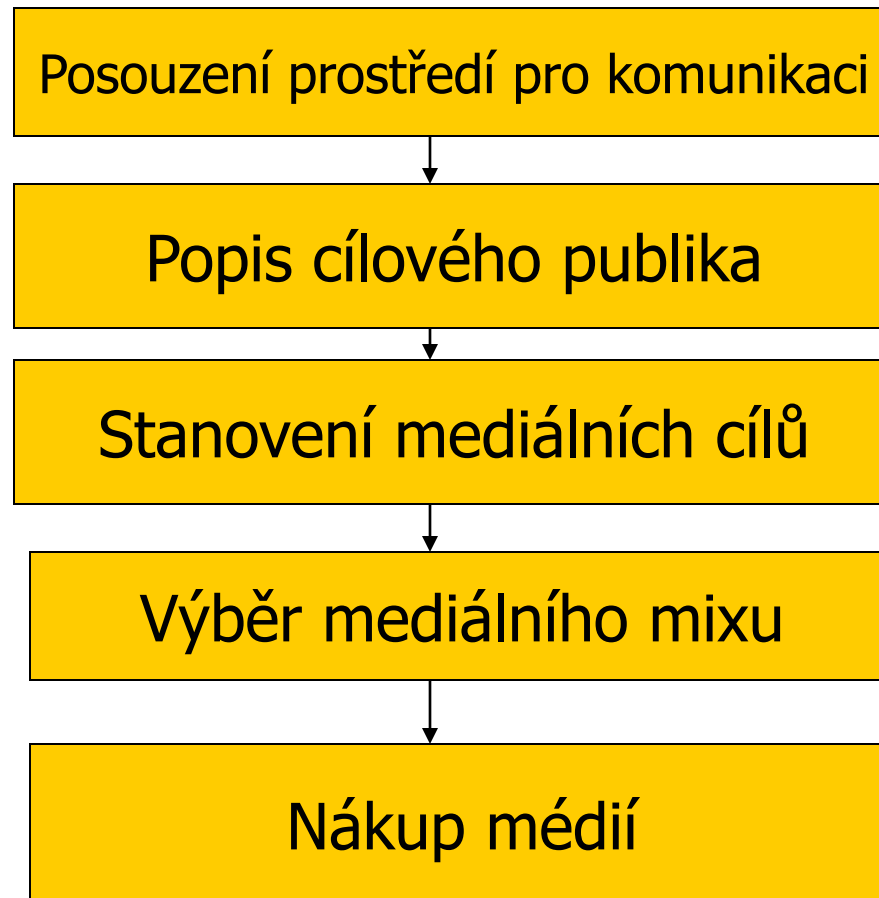 Posouzení prostředí pro komunikaci
Popis cílového publika
Stanovení mediálních cílů
Výběr mediálního mixu
Nákup médií